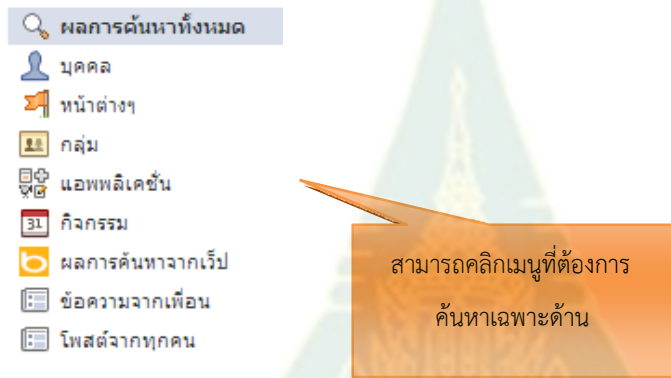 ผลการค้นหาทั้งหมด
บุคคล
หน้าต่างๆ
กลุ่ม
แอพพลิเคชั่น
31 กิจกรรม
ผลการค้นหาจากเว็ป
ข้อความจากเพื่อน
โพสต์จากทุกคน
สามารถคลิกเมนูที่ต้องการ
ค้นหาเฉพาะด้าน